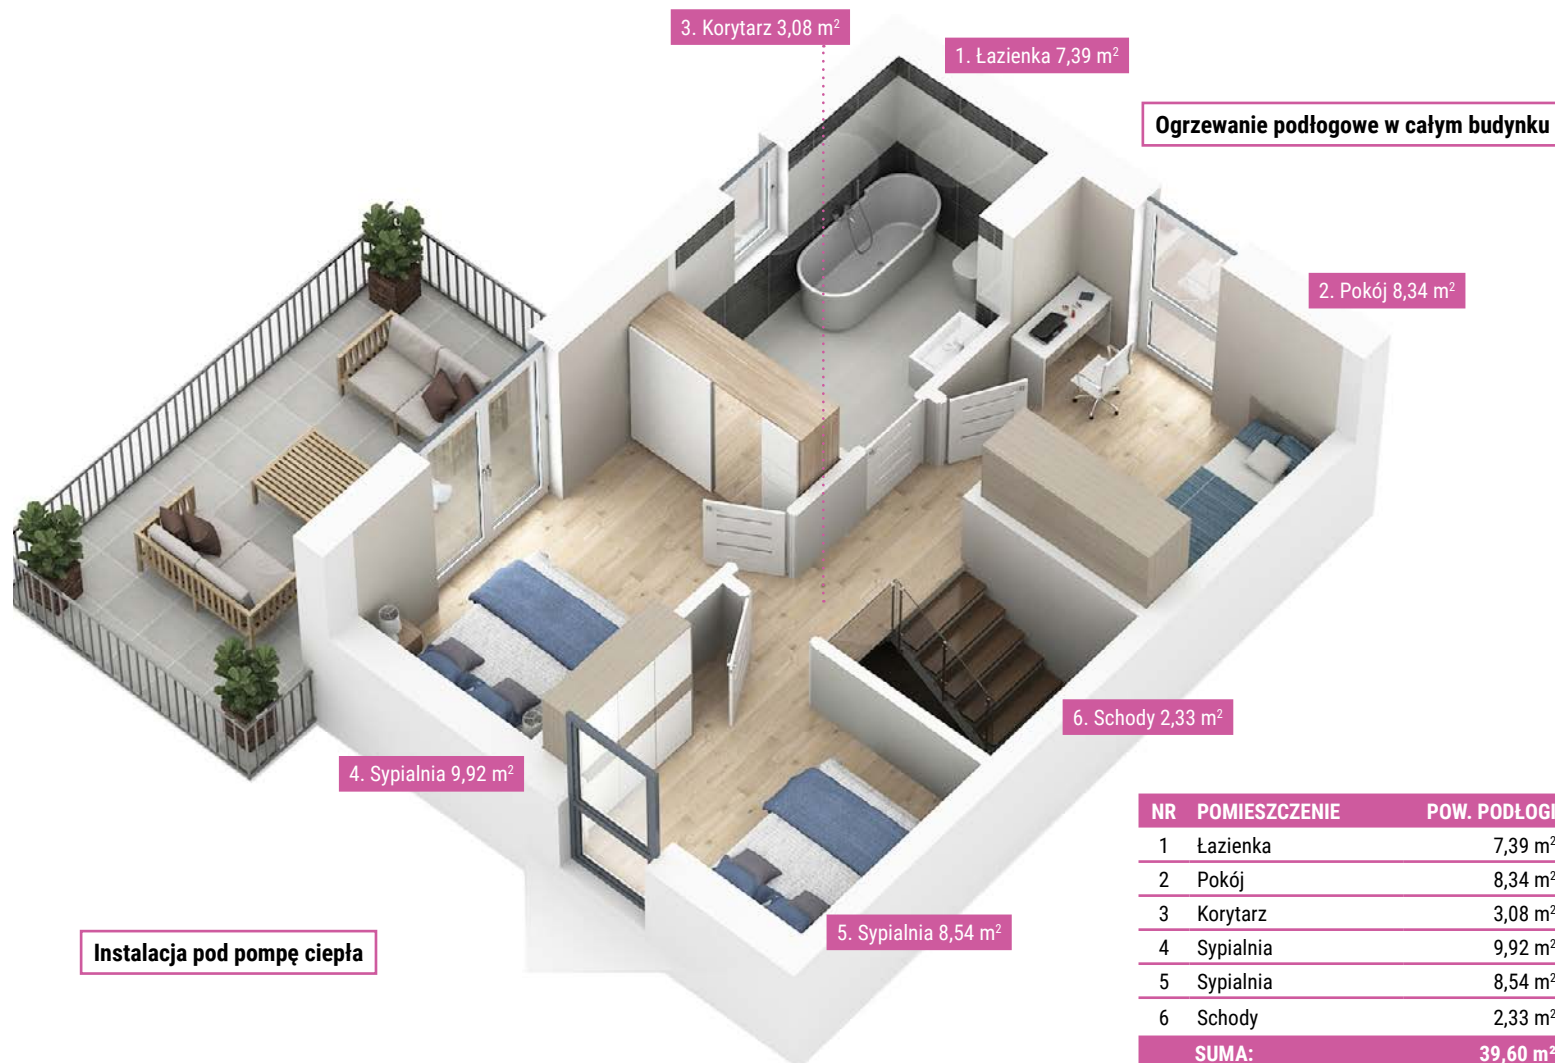 3. Korytarz 3,08 m²
1. Łazienka 7,39 m²
Ogrzewanie podłogowe w całym budynku
2. Pokój 8,34 m²
6. Schody 2,33 m²
4. Sypialnia 9,92 m²
5. Sypialnia 8,54 m²
Instalacja pod pompę ciepła
NR POMIESZCZENIE POW. PODŁOGI
1 Łazienka 7,39 m²
2 Pokój 8,34 m²
3 Korytarz 3,08 m²
4 Sypialnia 9,92 m²
5 Sypialnia 8,54 m²
6 Schody 2,33 m²
SUMA: 39,60 m²